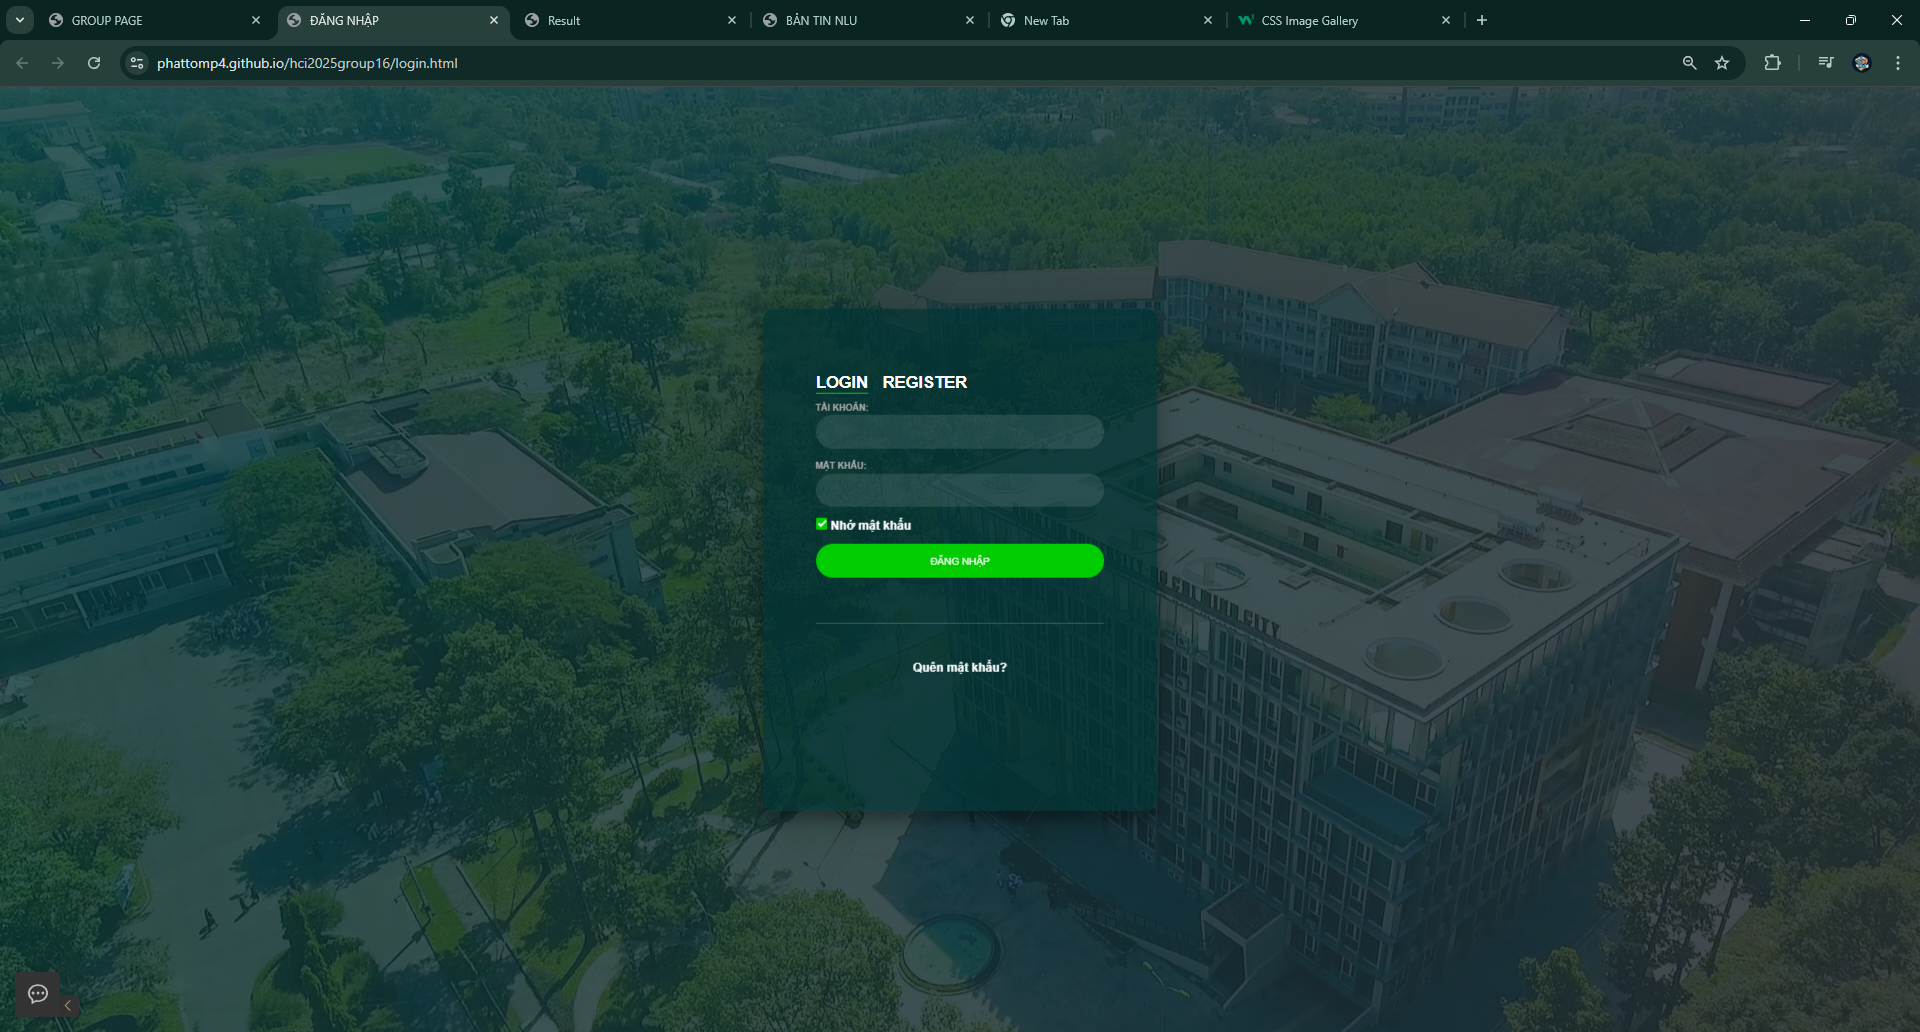 GROUP PAGE
ĐĂNG NHẬP
Result
BẢN TIN NLU
New Tab
CSS Image Gallery
phattomp4.github.io/hci2025group16/login.html
LOGIN REGISTER
TÀI KHOẢN:
MẬT KHẨU:
Nhớ mật khẩu
ĐĂNG NHẬP
Quên mật khẩu?